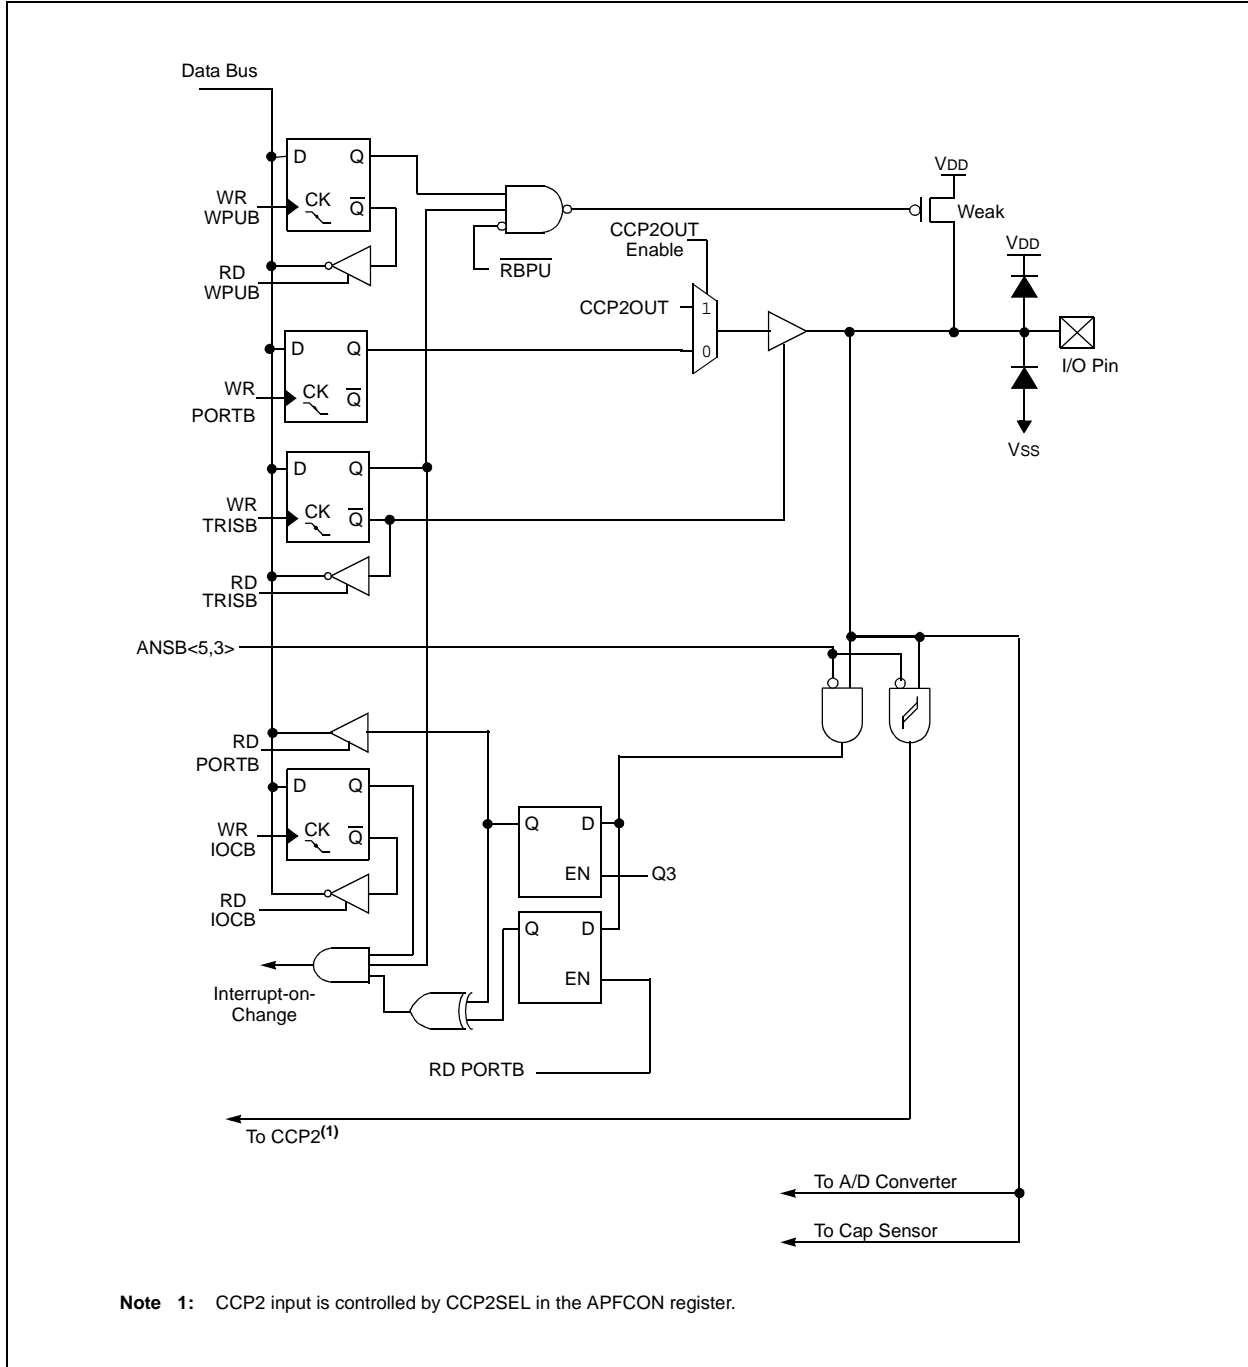 Data Bus
D Q
WR
WPUB
CK
Q
RD
WPUB
RBPU
CCP2OUT
Enable
VDD
Weak
VDD
CCP2OUT
1
0
I/O Pin
VSS
D Q
WR
PORTB
CK
Q
D Q
WR
TRISB
CK
Q
RD
TRISB
ANSB<5,3>
RD
PORTB
D Q
WR
IOCB
CK
Q
RD
IOCB
Q D
EN
Q3
Q D
EN
Interrupt-on-
Change
RD PORTB
To CCP2(1)
To A/D Converter
To Cap Sensor
Note 1: CCP2 input is controlled by CCP2SEL in the APFCON register.